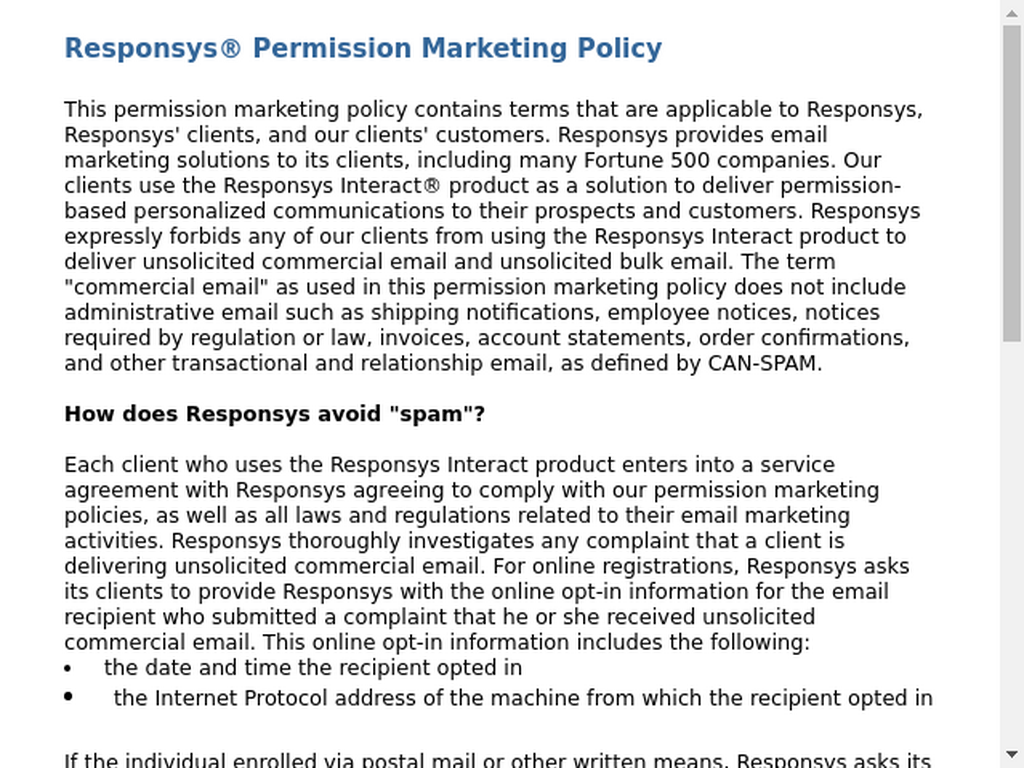 Responsys® Permission Marketing Policy
This permission marketing policy contains terms that are applicable to Responsys,
Responsys' clients, and our clients' customers. Responsys provides email
marketing solutions to its clients, including many Fortune 500 companies. Our
clients use the Responsys Interact® product as a solution to deliver permission-
based personalized communications to their prospects and customers. Responsys
expressly forbids any of our clients from using the Responsys Interact product to
deliver unsolicited commercial email and unsolicited bulk email. The term
"commercial email" as used in this permission marketing policy does not include
administrative email such as shipping notifications, employee notices, notices
required by regulation or law, invoices, account statements, order confirmations,
and other transactional and relationship email, as defined by CAN-SPAM.
How does Responsys avoid "spam"?
Each client who uses the Responsys Interact product enters into a service
agreement with Responsys agreeing to comply with our permission marketing
policies, as well as all laws and regulations related to their email marketing
activities. Responsys thoroughly investigates any complaint that a client is
delivering unsolicited commercial email. For online registrations, Responsys asks
its clients to provide Responsys with the online opt-in information for the email
recipient who submitted a complaint that he or she received unsolicited
commercial email. This online opt-in information includes the following:
• the date and time the recipient opted in
• the Internet Protocol address of the machine from which the recipient opted in
If the individual enrolled via postal mail or other written means, Responsys asks its